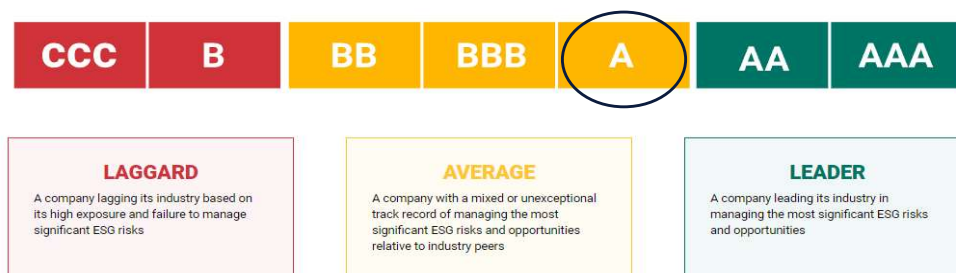 CCC B BB BBB A AA AAA
LAGGARD
A company lagging its industry based on
its high exposure and failure to manage
significant ESG risks
AVERAGE
A company with a mixed or unexceptional
track record of managing the most
significant ESG risks and opportunities
relative to industry peers
LEADER
A company leading its industry in
managing the most significant ESG risks
and opportunities